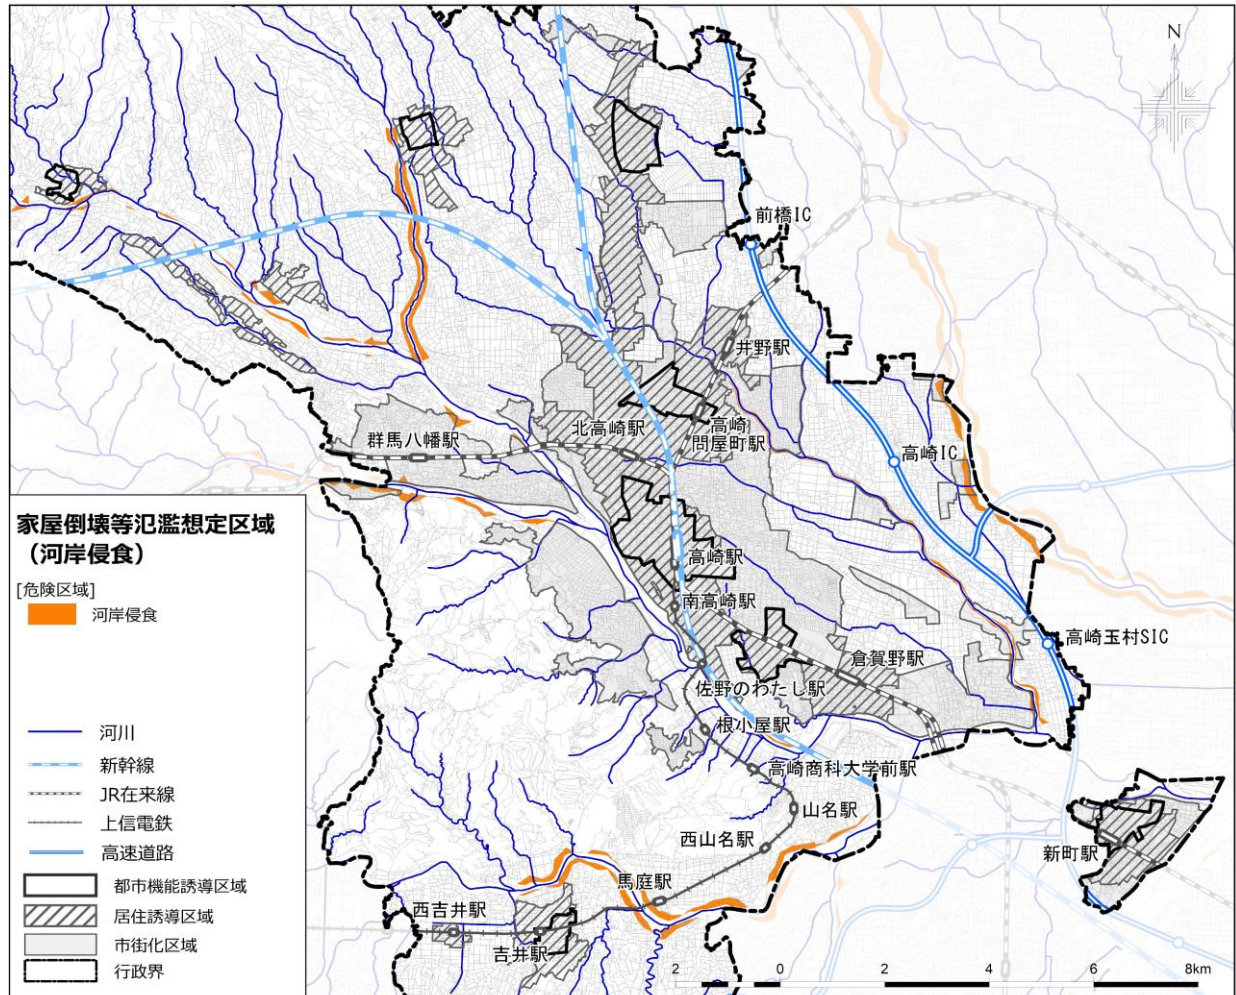 N
前橋IC
井野駅
北高崎駅
高崎
問屋町駅
群馬八幡駅
高崎IC
家屋倒壊等氾濫想定区域
（河岸侵食）
[危険区域]
河岸侵食
高崎駅
南高崎駅
高崎玉村SIC
倉賀野駅
佐野のわたし駅
根小屋駅
高崎商科大学前駅
山名駅
西山名駅
新町駅
馬庭駅
西吉井駅
吉井駅
河川
新幹線
JR在来線
上信電鉄
高速道路
都市機能誘導区域
居住誘導区域
市街化区域
行政界
2 0 2 4 6 8km